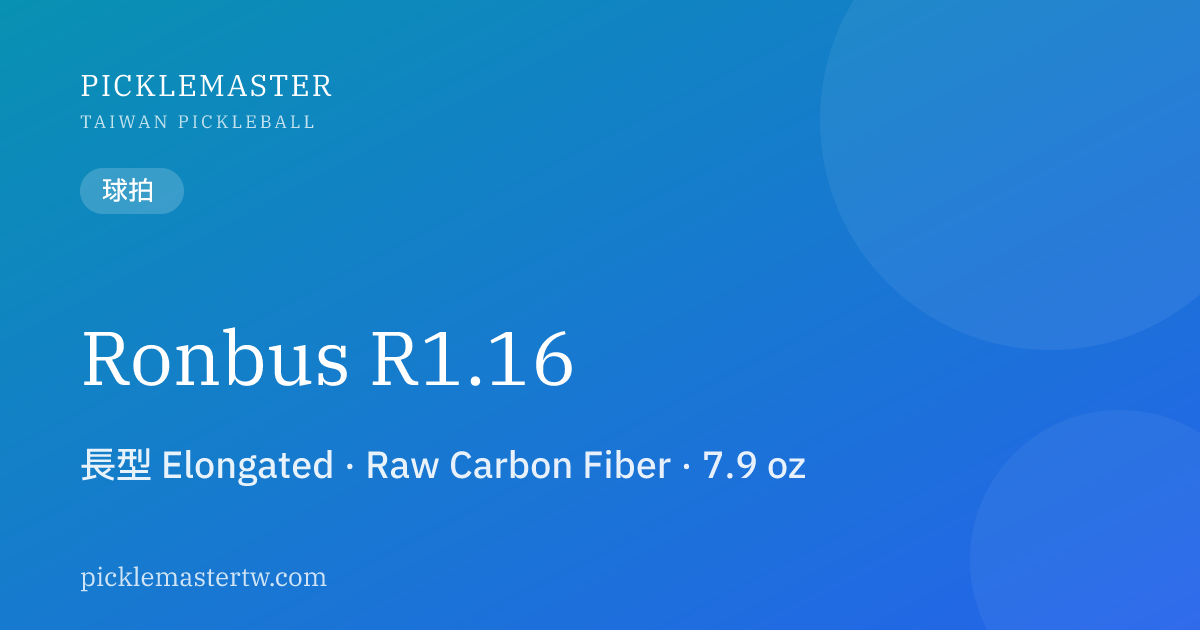 PICKLEMASTER
TAIWAN PICKLEBALL
球拍
Ronbus R1.16
長型 Elongated · Raw Carbon Fiber · 7.9 oz
picklemastertw.com